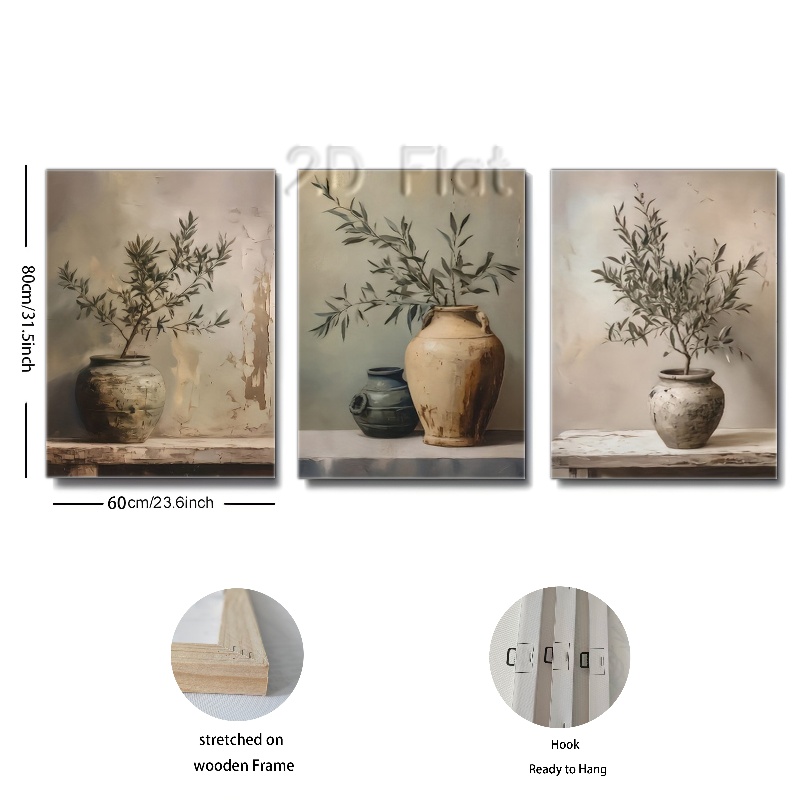 2D Flat
80cm/31.5inch
60cm/23.6inch
stretched on
wooden Frame
Hook
Ready to Hang